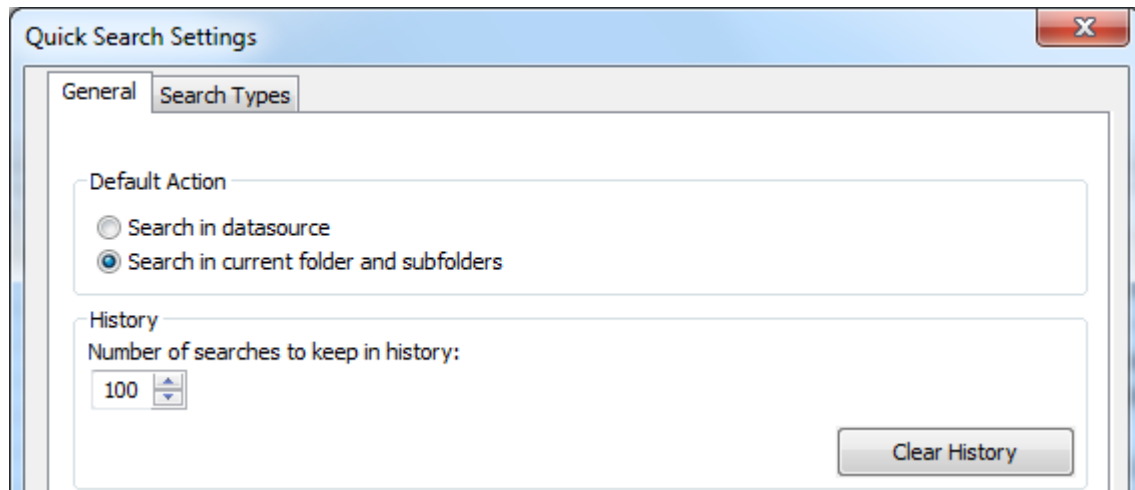 Quick Search Settings
General
Search Types
Default Action
Search in datasource
Search in current folder and subfolders
History
Number of searches to keep in history:
100
Clear History